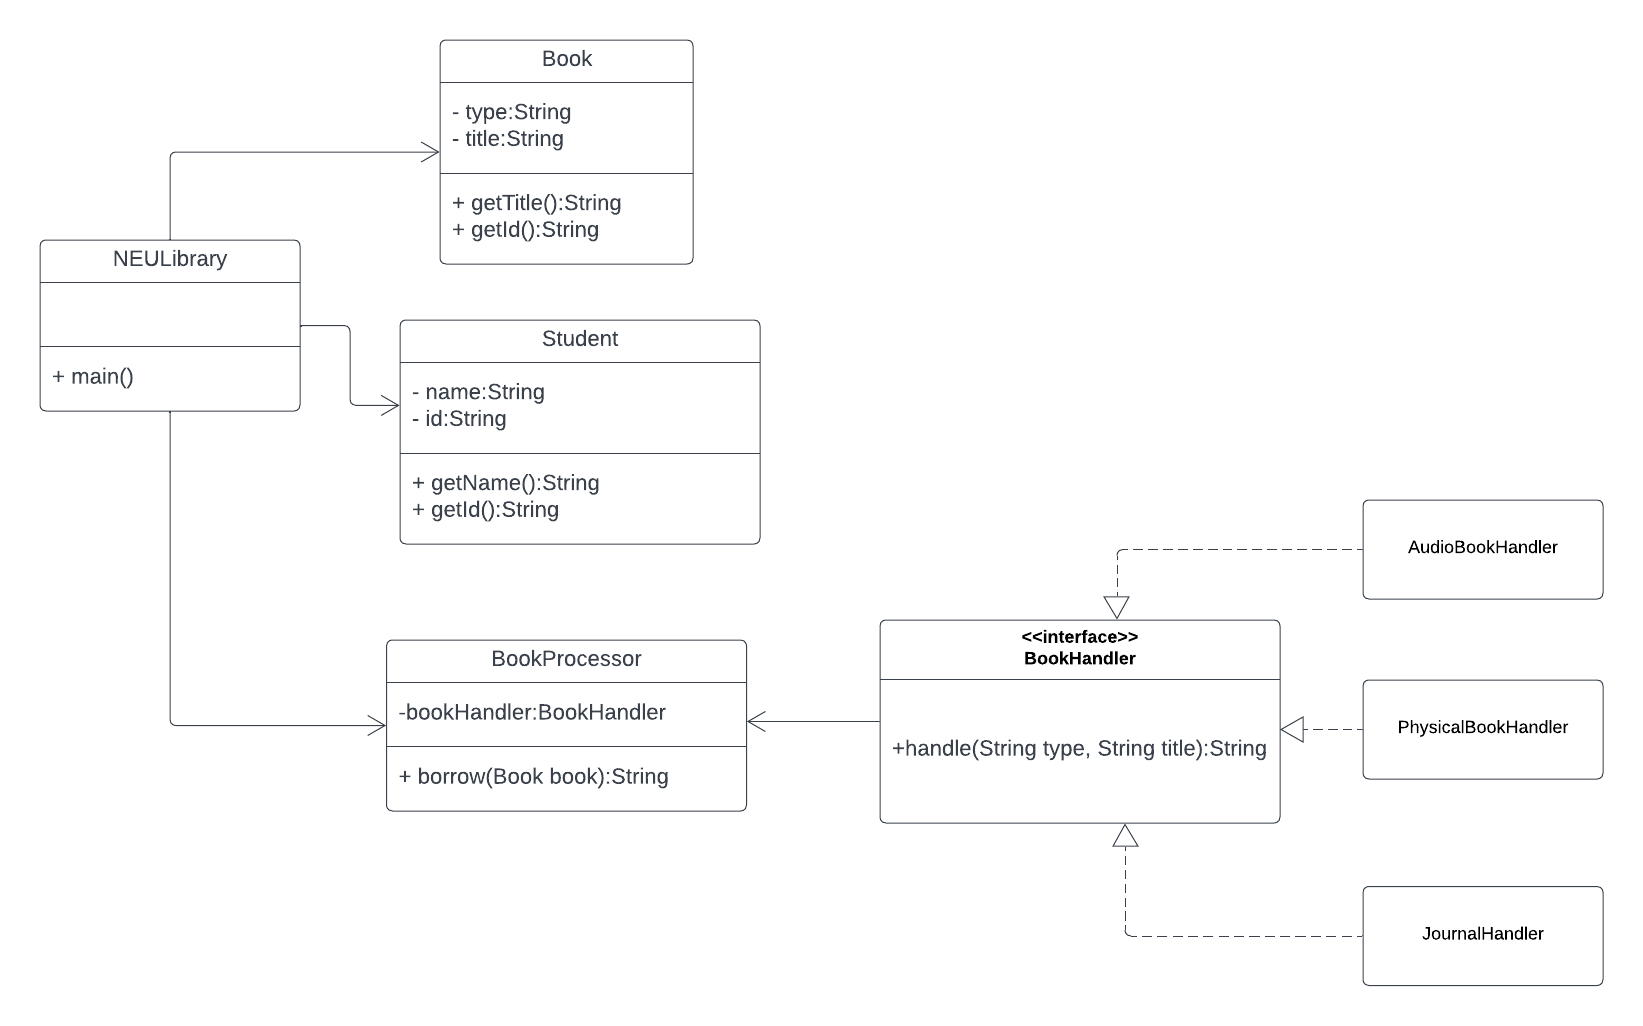 Book
- type:String
- title:String
+ getTitle():String
+ getId():String
NEULibrary
+ main()
Student
- name:String
- id:String
+ getName():String
+ getId():String
BookProcessor
-bookHandler:BookHandler
+ borrow(Book book):String
<<interface>>
BookHandler
+handle(String type, String title):String
AudioBookHandler
PhysicalBookHandler
JournalHandler